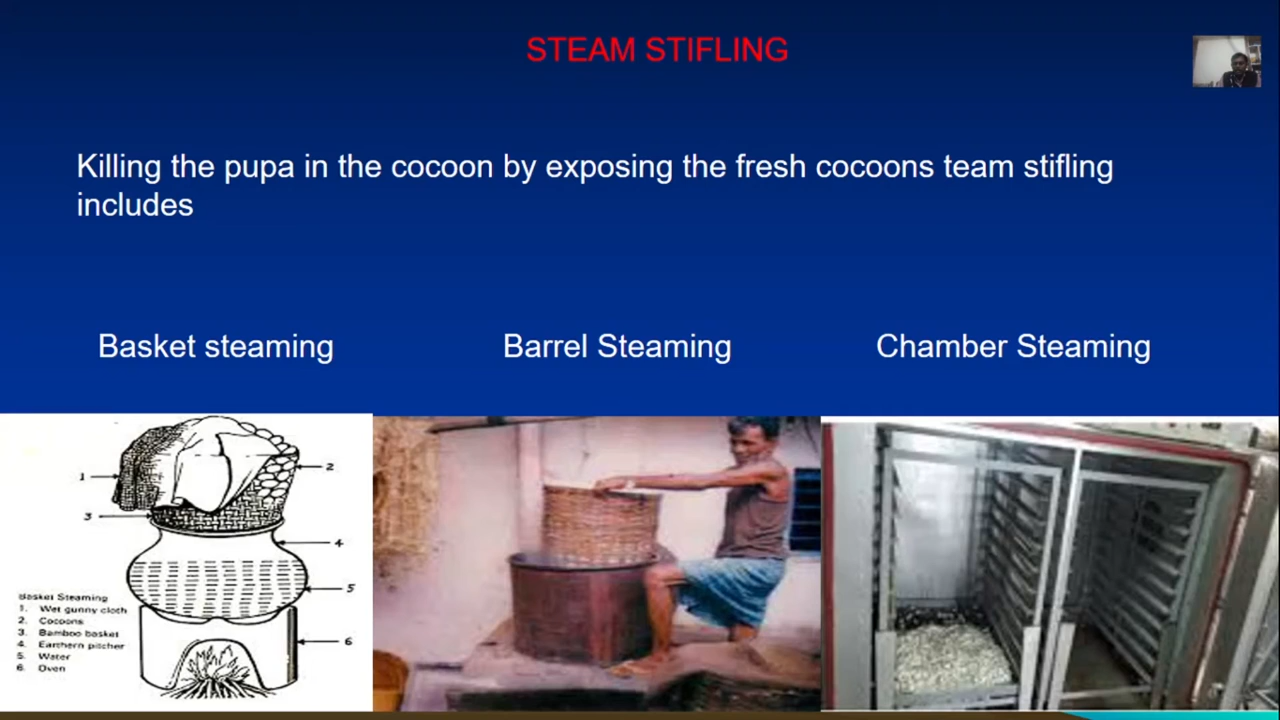 STEAM STIFLING
Killing the pupa in the cocoon by exposing the fresh cocoons team stifling
includes
Basket steaming
Barrel Steaming
Chamber Steaming
1
2
3
4
5
6
Basket Steaming
1. Wet gunny cloth
2. Cocoons
3. Bamboo basket
4. Earthern pitcher
5. Water
6. Oven